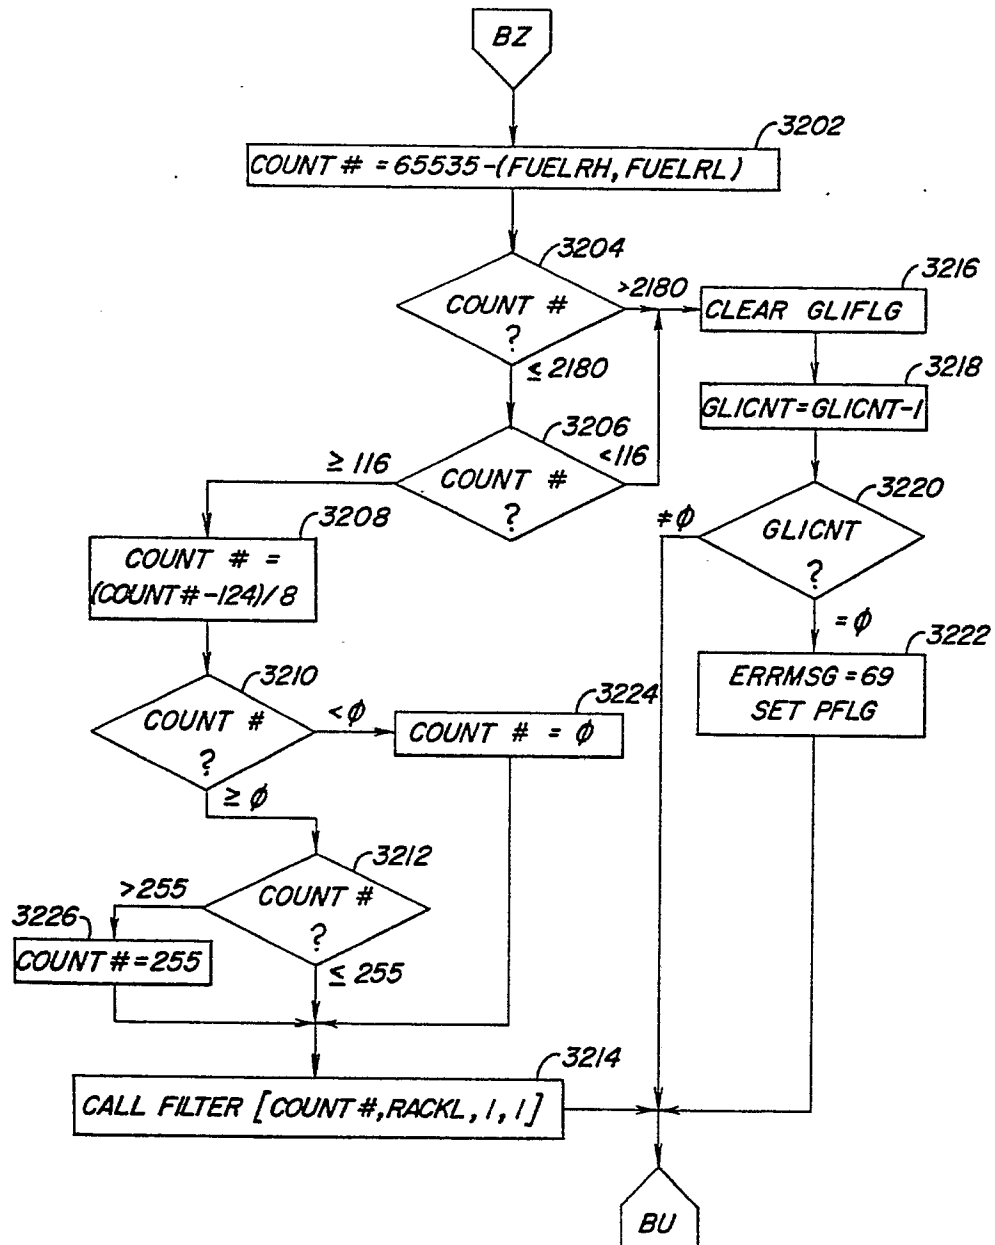 BZ
3202
COUNT # = 65535-(FUELRH, FUELRL)
3204
COUNT #
?
>2180
≤ 2180
3216
CLEAR GLIFLG
3218
GLICNT=GLICNT-1
3206
COUNT #
?
<116
≥ 116
3220
GLICNT
?
≠ϕ
=ϕ
3208
COUNT # =
(COUNT#-124)/8
3222
ERRMSG=69
SET PFLG
3210
COUNT #
?
<ϕ
≥ ϕ
3224
COUNT # = ϕ
3212
COUNT #
?
>255
≤ 255
3226
COUNT #=255
3214
CALL FILTER [COUNT#,RACKL, 1, 1]
BU